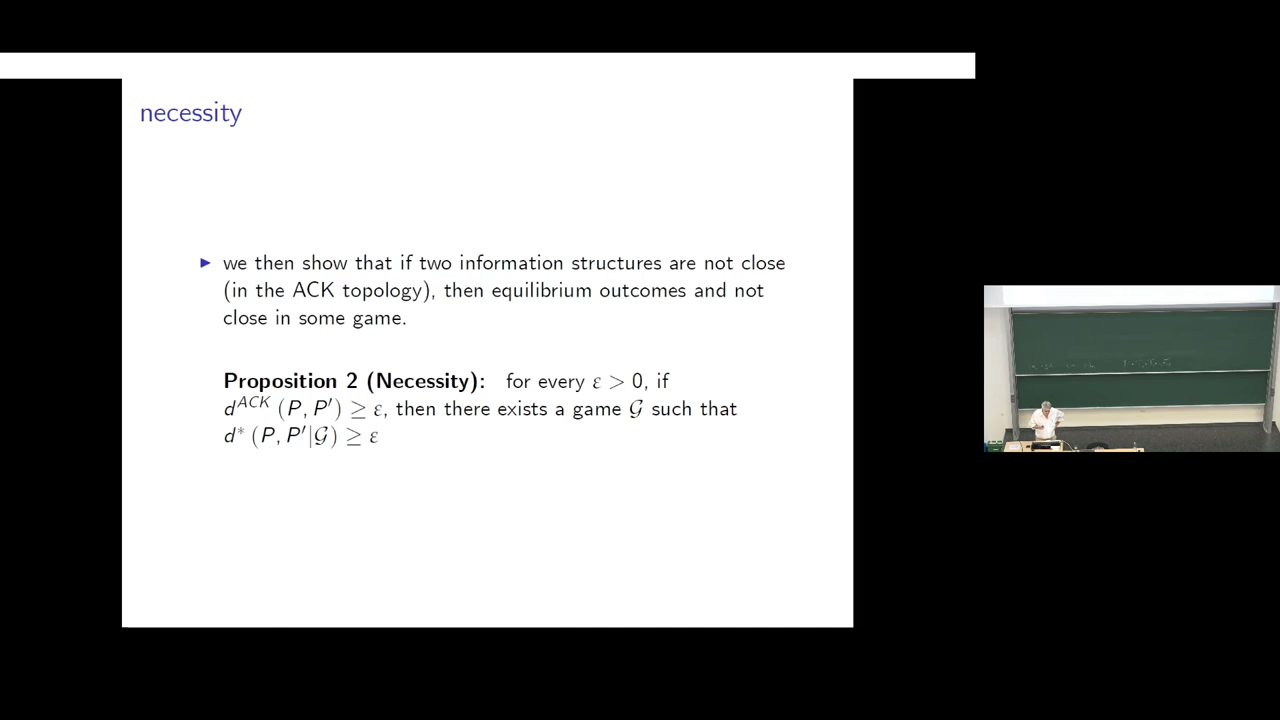 necessity
▶ we then show that if two information structures are not close
(in the ACK topology), then equilibrium outcomes and not
close in some game.
Proposition 2 (Necessity): for every ε > 0, if
d^ACK (P, P′) ≥ ε, then there exists a game 𝒢 such that
d* (P, P′|𝒢) ≥ ε